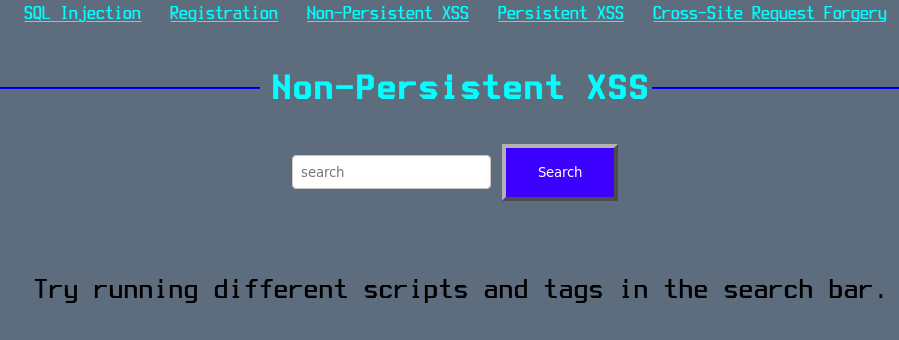 SQL Injection Registration Non-Persistent XSS Persistent XSS Cross-Site Request Forgery
Non-Persistent XSS
search Search
Try running different scripts and tags in the search bar.